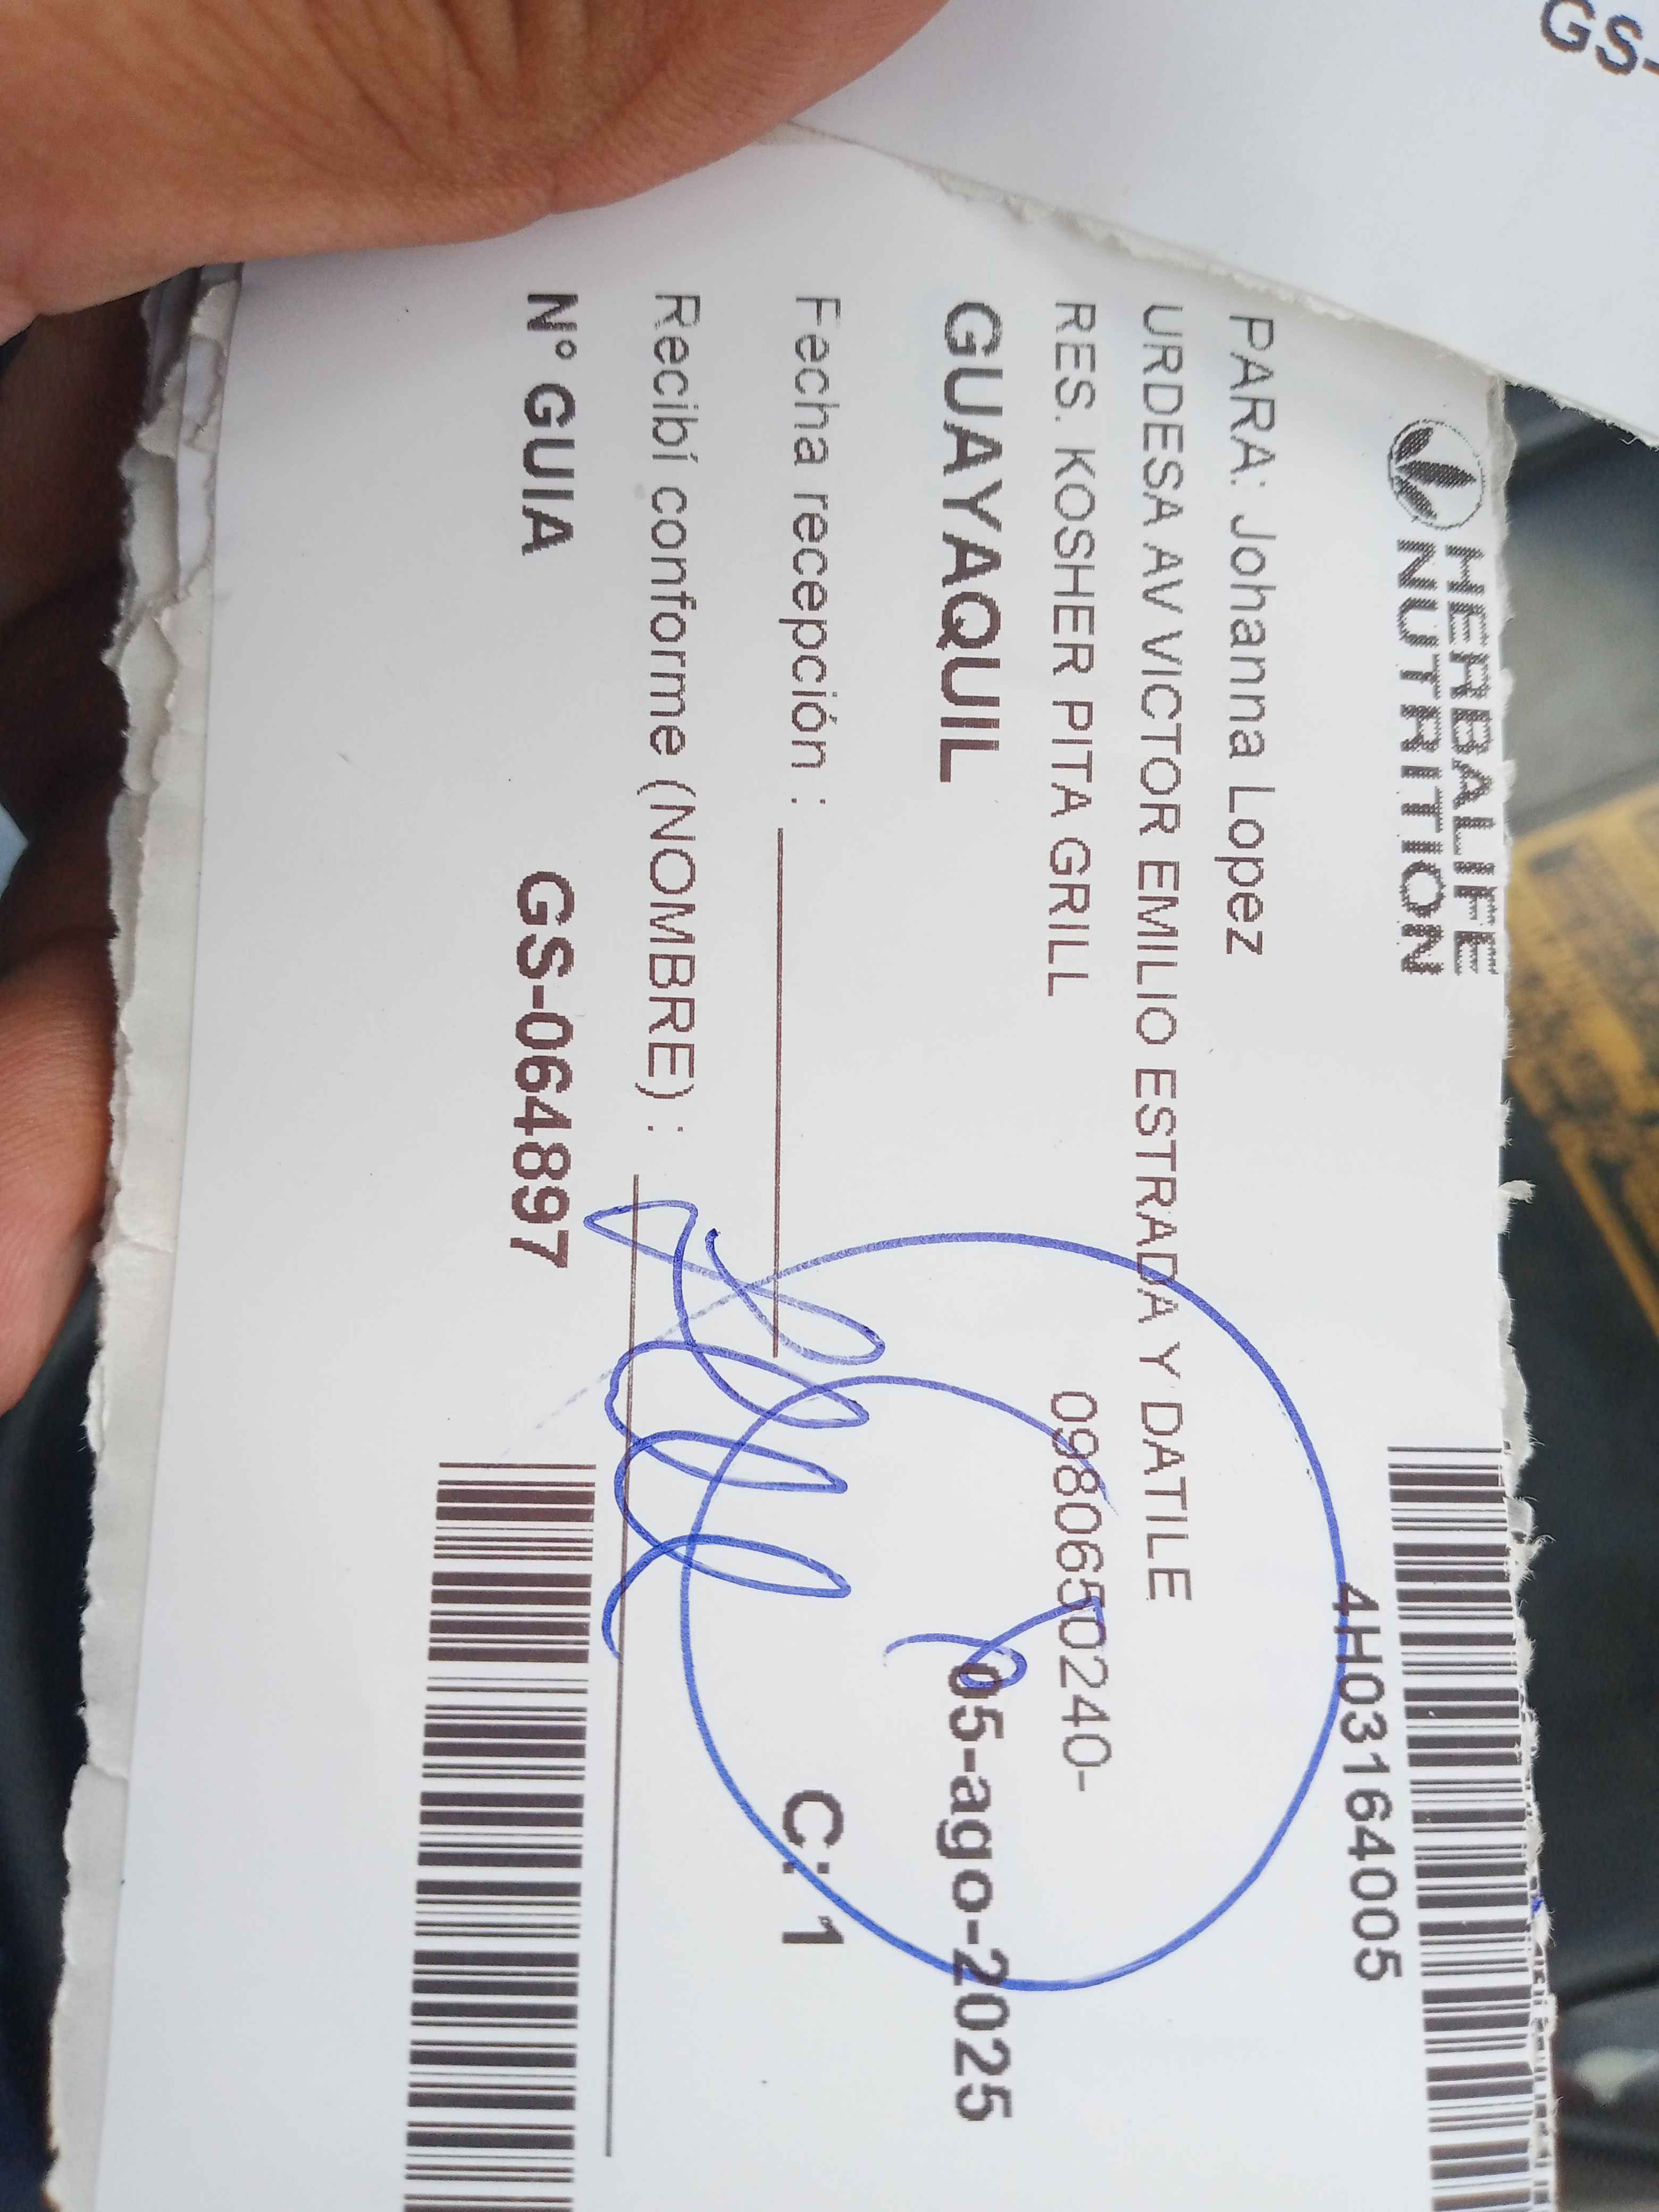 GS-
HERBALIFE
NUTRITION
4H03164005
PARA: Johanna Lopez
URDESA AV VICTOR EMILIO ESTRADA Y DATILE
RES. KOSHER PITA GRILL 0980650240-
GUAYAQUIL 05-ago-2025
Fecha recepción : C: 1
Recibí conforme (NOMBRE) :
N° GUIA GS-064897